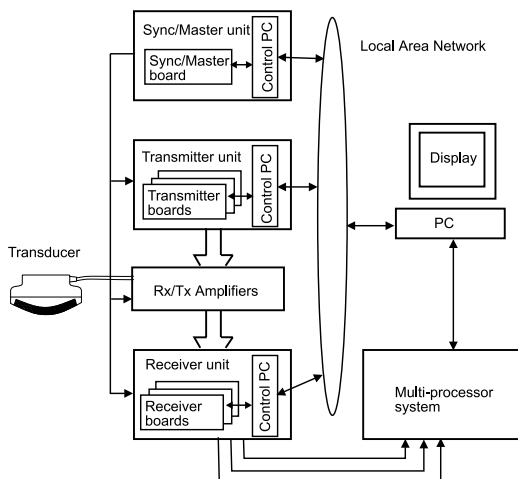 Sync/Master unit
Sync/Master
board
Control PC
Local Area Network
Transmitter unit
Transmitter
boards
Control PC
Display
PC
Transducer
Rx/Tx Amplifiers
Receiver unit
Receiver
boards
Control PC
Multi-processor
system